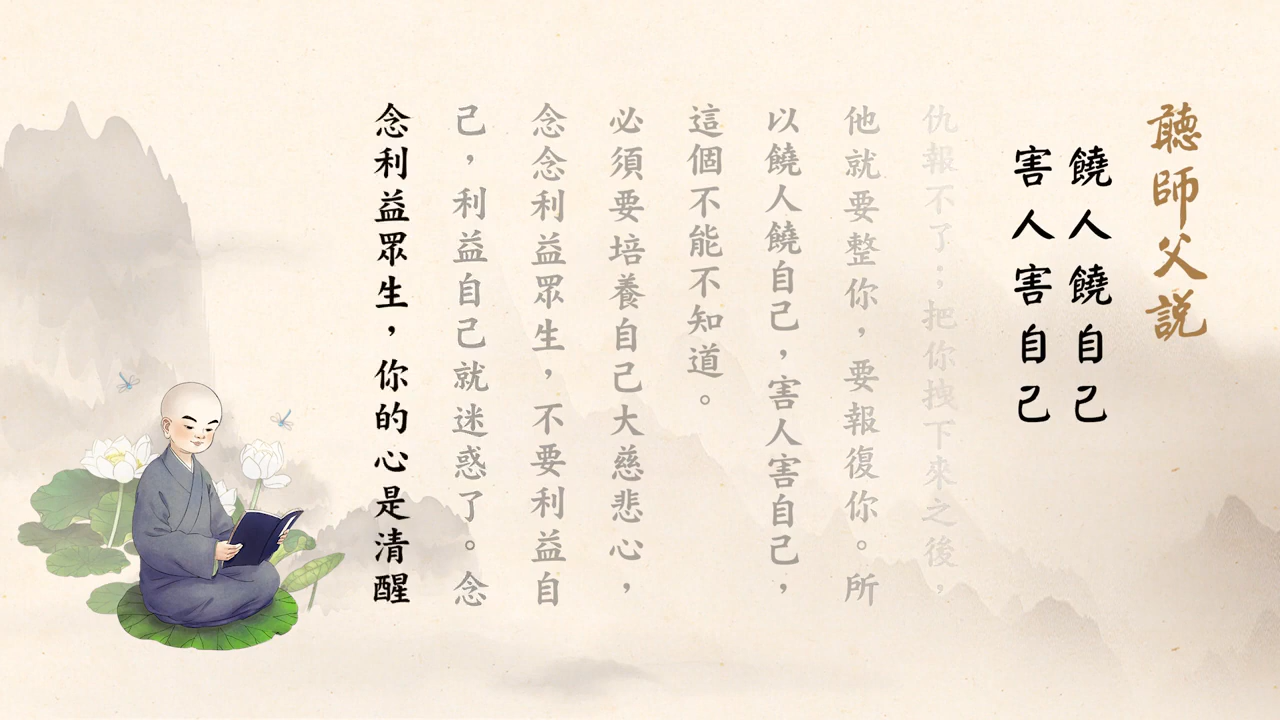 聽師父說
饒人饒自己
害人害自己
仇報不了；把你拽下來之後，
他就要整你，要報復你。所
以饒人饒自己，害人害自己，
這個不能不知道。
必須要培養自己大慈悲心，
念念利益眾生，不要利益自
己，利益自己就迷惑了。念
念利益眾生，你的心是清醒